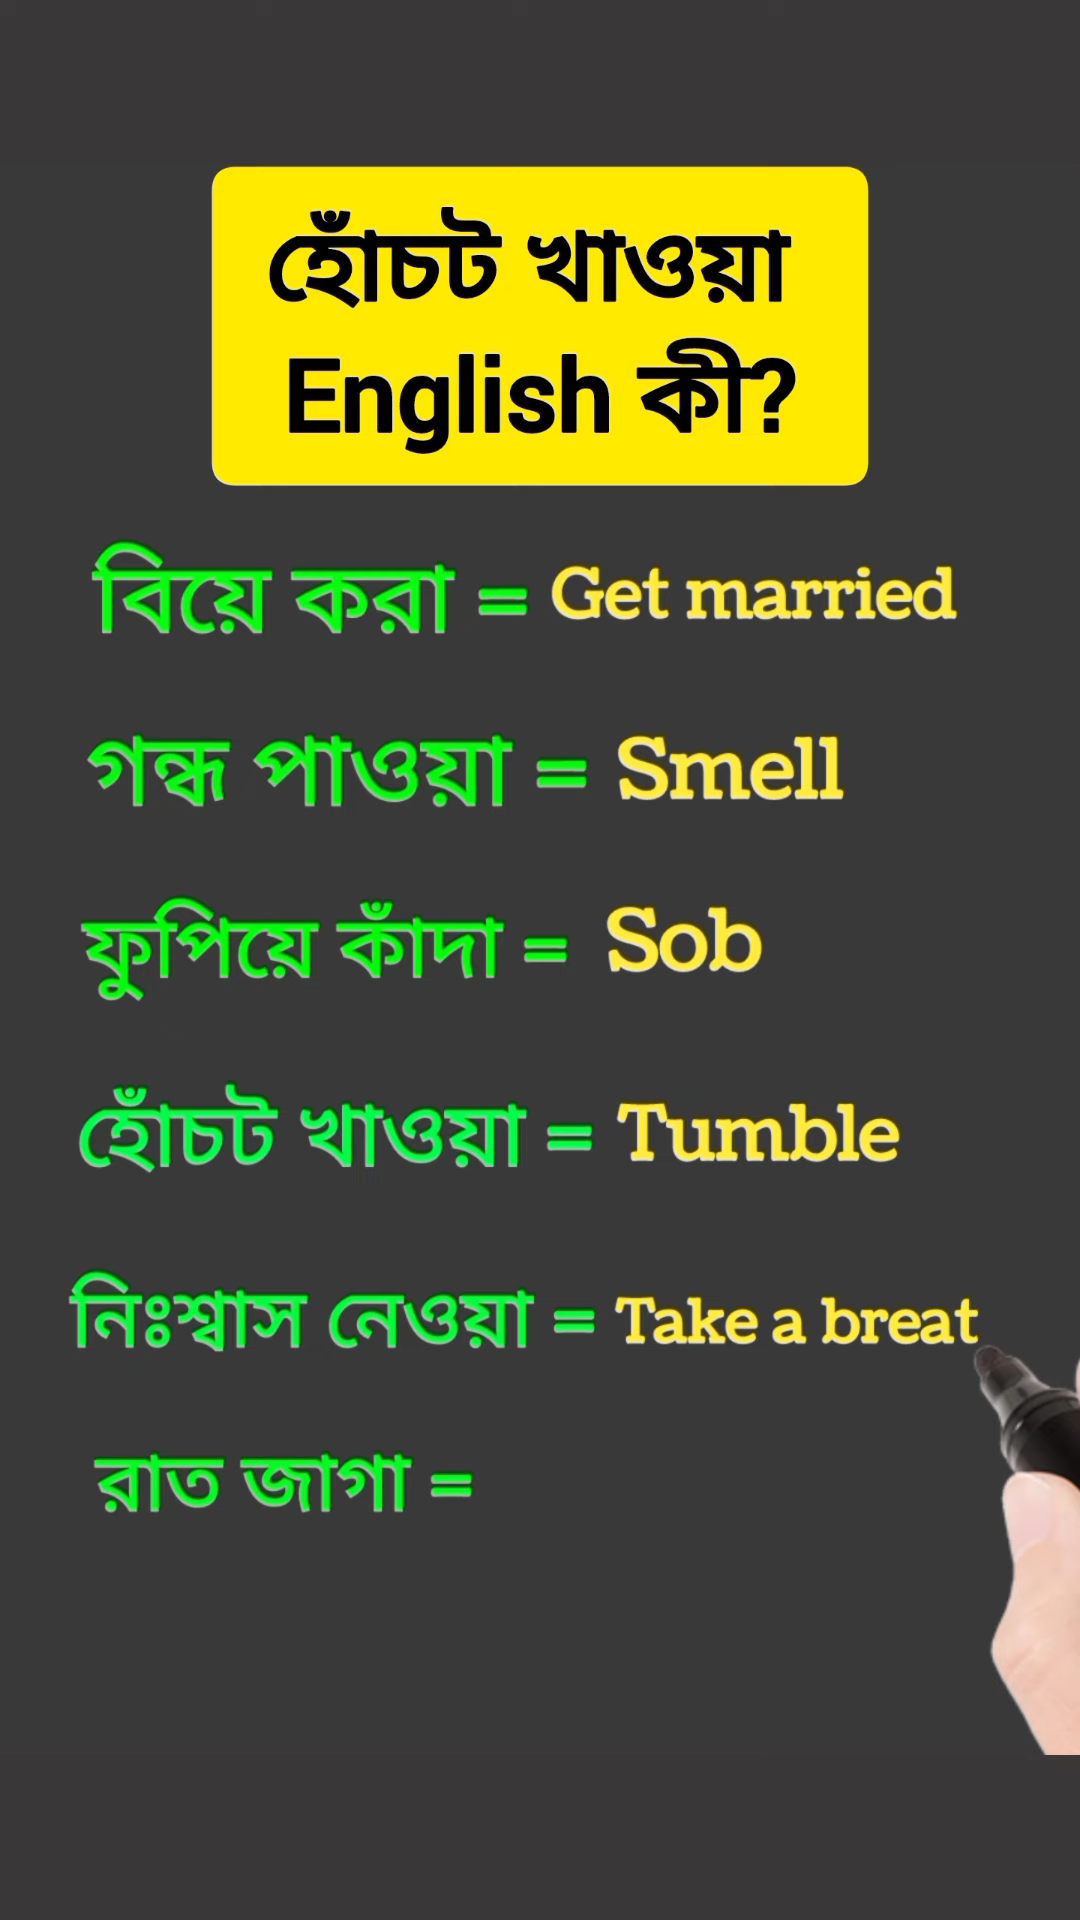 হোঁচট খাওয়া
English কী?
বিয়ে করা = Get married
গন্ধ পাওয়া = Smell
ফুপিয়ে কাঁদা = Sob
হোঁচট খাওয়া = Tumble
নিঃশ্বাস নেওয়া = Take a breat
রাত জাগা =